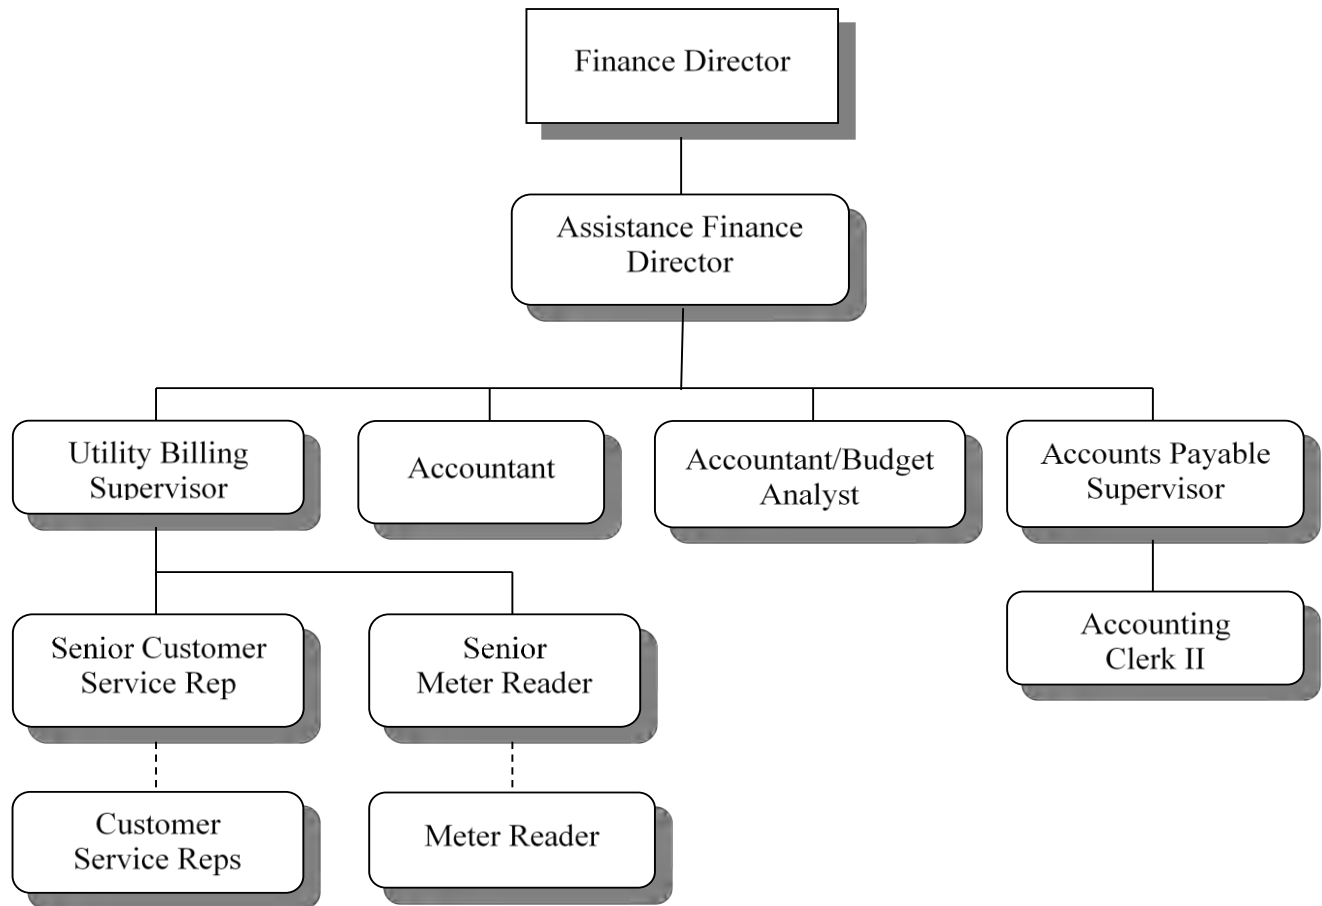 Finance Director
Assistance Finance
Director
Utility Billing
Supervisor
Accountant
Accountant/Budget
Analyst
Accounts Payable
Supervisor
Senior Customer
Service Rep
Senior
Meter Reader
Accounting
Clerk II
Customer
Service Reps
Meter Reader